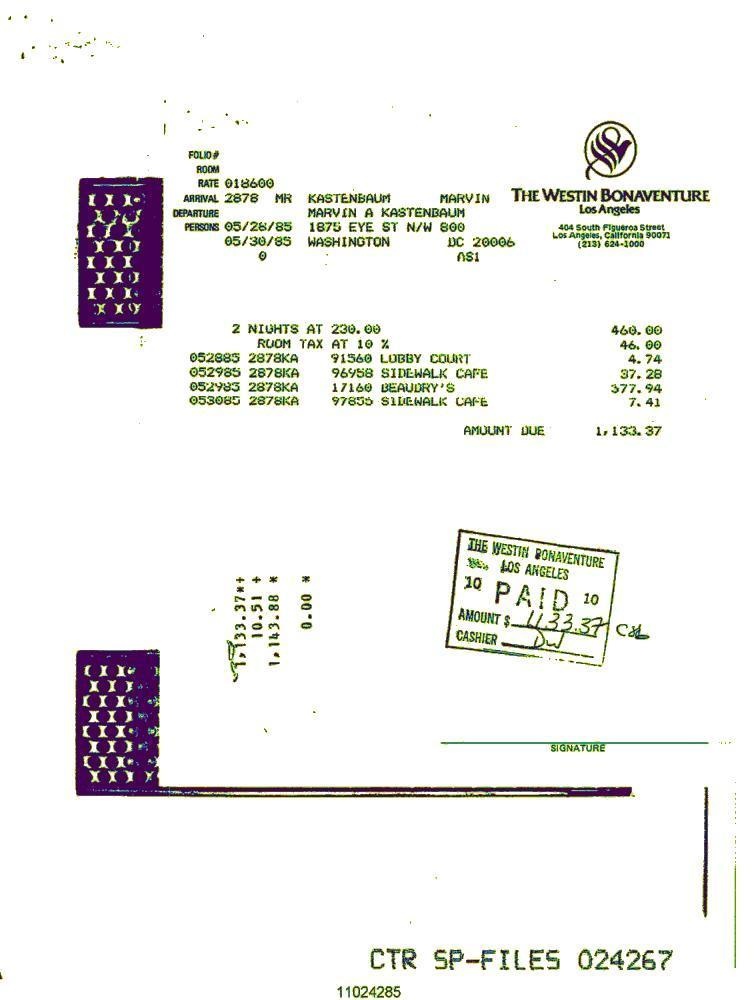 FOLIO#
ROOM
RATE 018600
ARRIVAL 2878 MR KASTENBAUM MARVIN
DEPARTURE MARVIN A KASTENBAUM
PERSONS 05/28/85 1875 EYE ST N/W 800
05/30/85 WASHINGTON DC 20006
0 AS1
THE WESTIN BONAVENTURE
Los Angeles
404 South Figueroa Street
Los Angeles, California 90071
(213) 624-1000
2 NIGHTS AT 230.00 460.00
ROOM TAX AT 10 % 46.00
052885 2878KA 91560 LOBBY COURT 4.74
052985 2878KA 96958 SIDEWALK CAFE 37.28
052985 2878KA 17160 BEAUDRY'S 577.94
053085 2878KA 97855 SIDEWALK CAFE 7.41
AMOUNT DUE 1,133.37
1,133.37*+
10.51 +
1,143.88 *
0.00 *
THE WESTIN BONAVENTURE
LOS ANGELES
10 PAID 10
AMOUNT $ 1133.37
CASHIER DW
SIGNATURE
CTR SP-FILES 024267
11024285